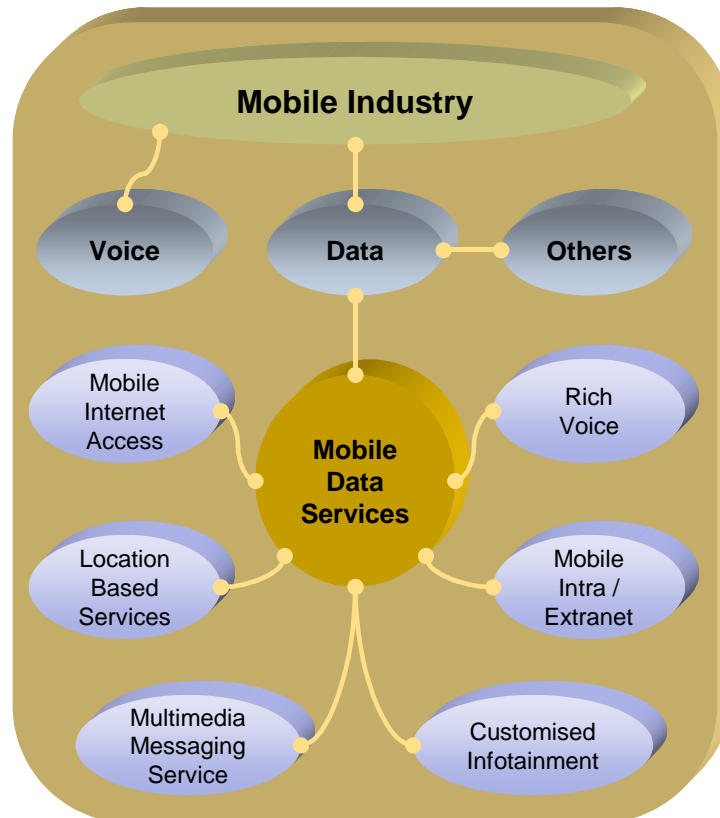 Mobile Industry
Voice
Data
Others
Mobile
Internet
Access
Rich
Voice
Mobile
Data
Services
Location
Based
Services
Mobile
Intra /
Extranet
Multimedia
Messaging
Service
Customised
Infotainment